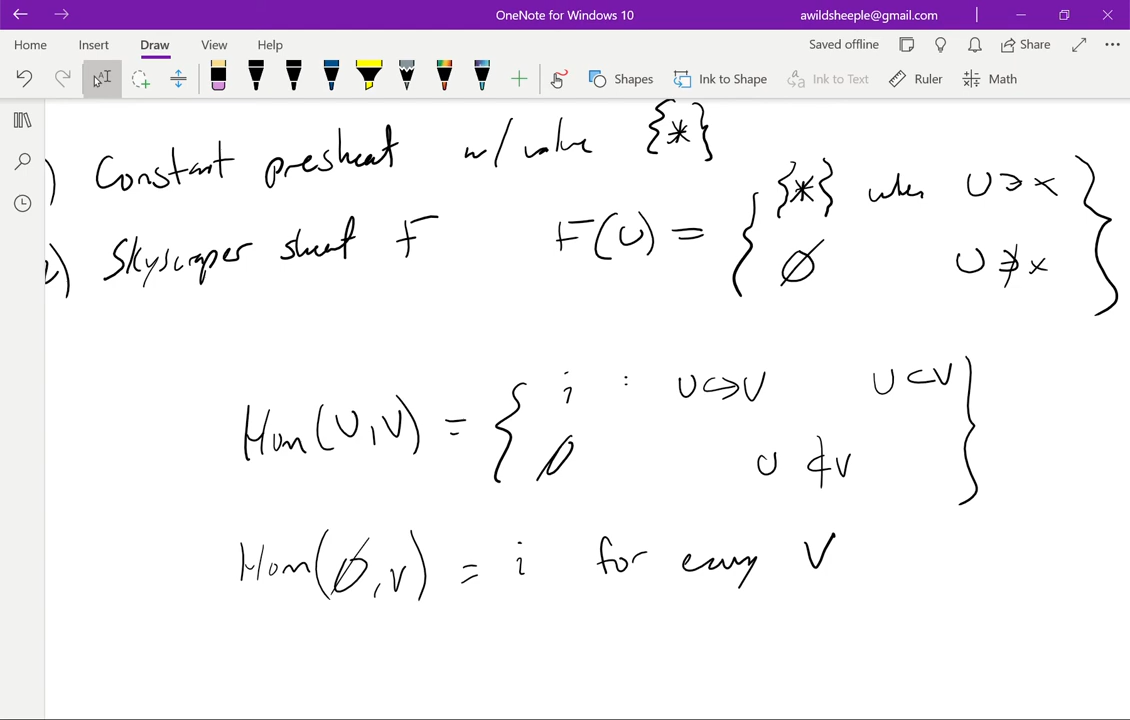 OneNote for Windows 10
awildsheeple@gmail.com
Home Insert Draw View Help
Saved offline
Share
Shapes
Ink to Shape
Ink to Text
Ruler
Math
) Constant presheaf w/ value {*}
2) Skyscraper sheaf F F(U) = { {*} when U∋x
∅ U∌x }
Hom(U,V) = { i : U↪V U⊂V
∅ U⊄V }
Hom(∅,V) = i for every V